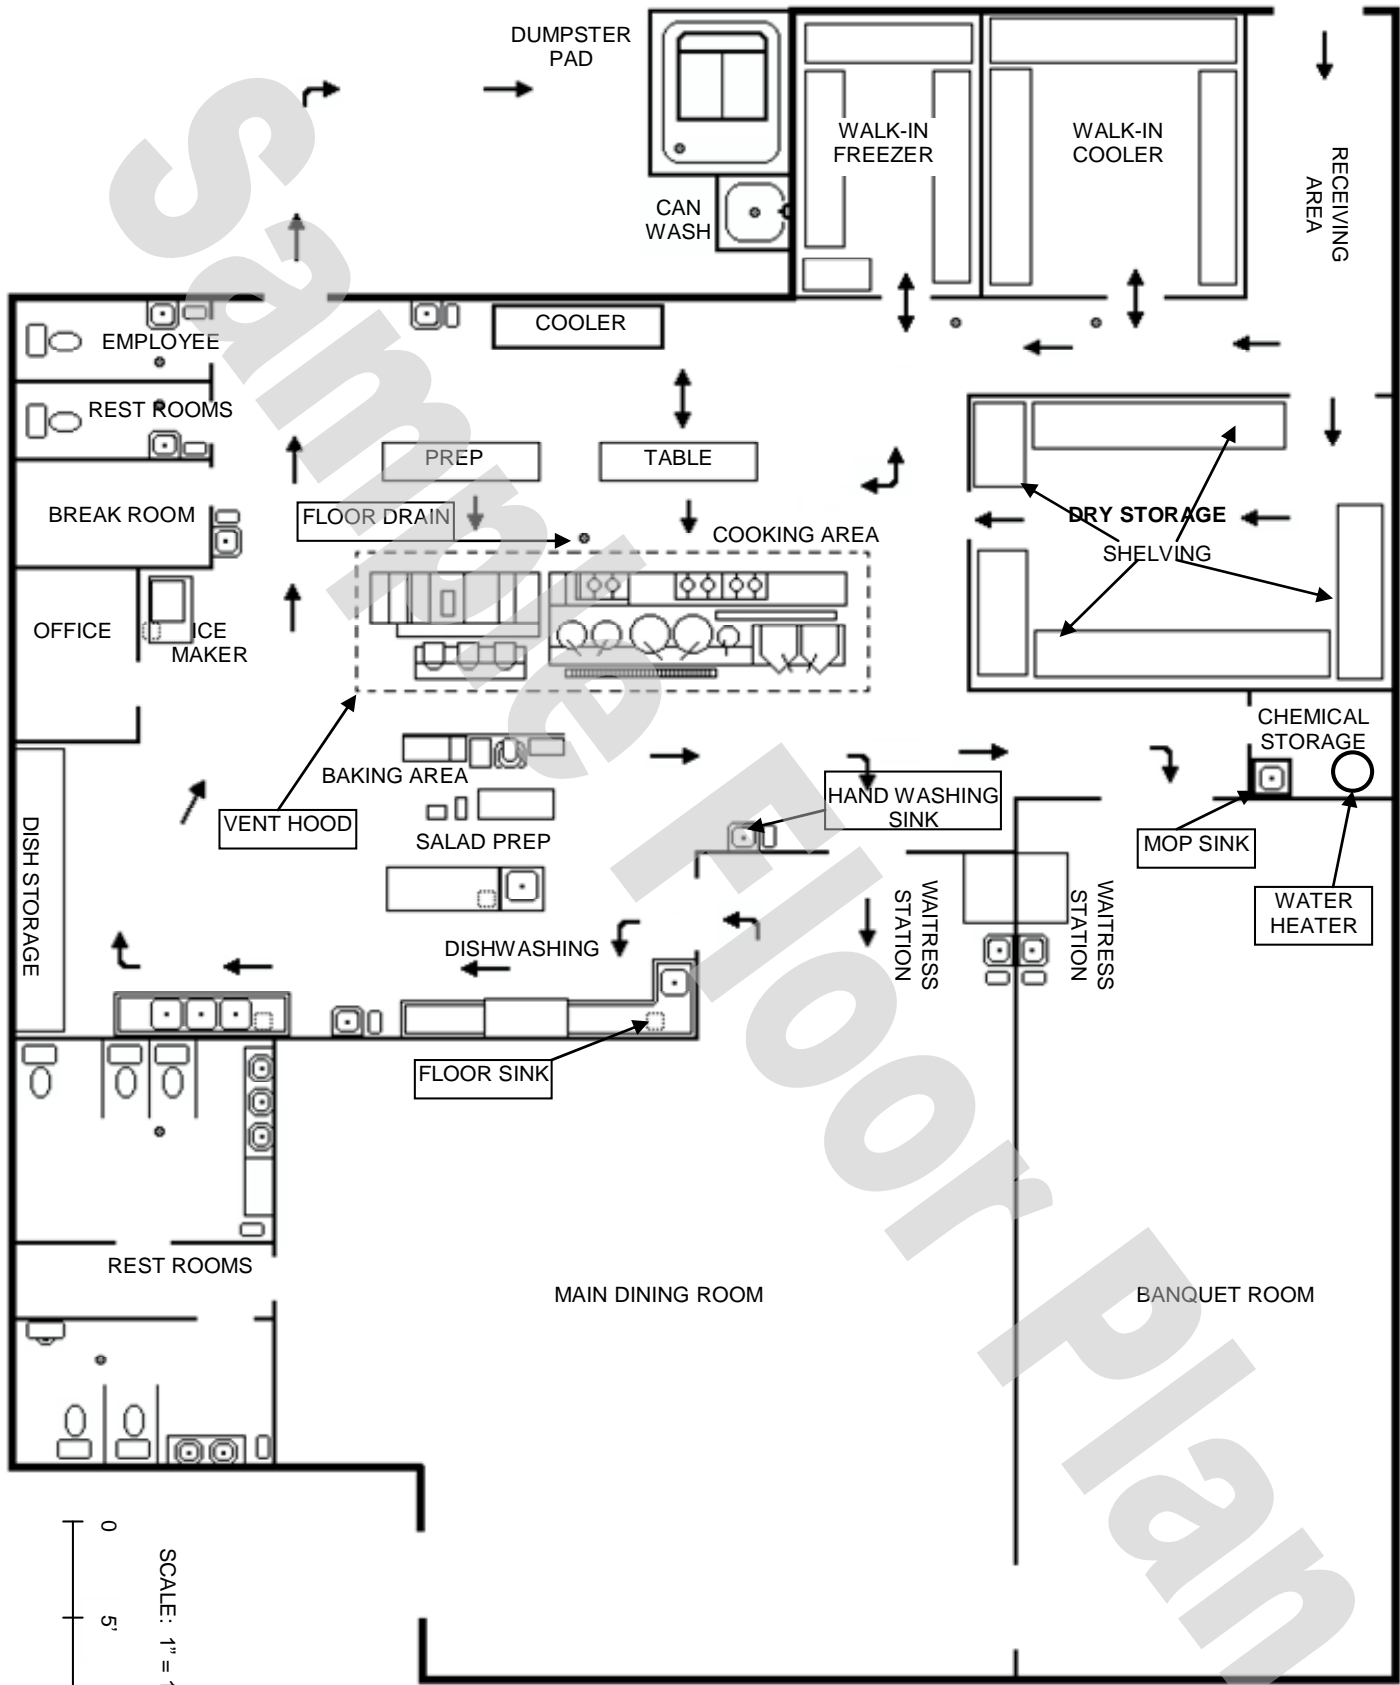 DUMPSTER
PAD
WALK-IN
FREEZER
WALK-IN
COOLER
RECEIVING
AREA
CAN
WASH
EMPLOYEE
COOLER
REST ROOMS
PREP
TABLE
BREAK ROOM
FLOOR DRAIN
COOKING AREA
DRY STORAGE
SHELVING
OFFICE
ICE
MAKER
CHEMICAL
STORAGE
BAKING AREA
HAND WASHING
SINK
VENT HOOD
SALAD PREP
MOP SINK
DISH STORAGE
WAITRESS
STATION
WAITRESS
STATION
WATER
HEATER
DISHWASHING
FLOOR SINK
REST ROOMS
MAIN DINING ROOM
BANQUET ROOM
0
5'
SCALE: 1" =
Sample Floor Plan